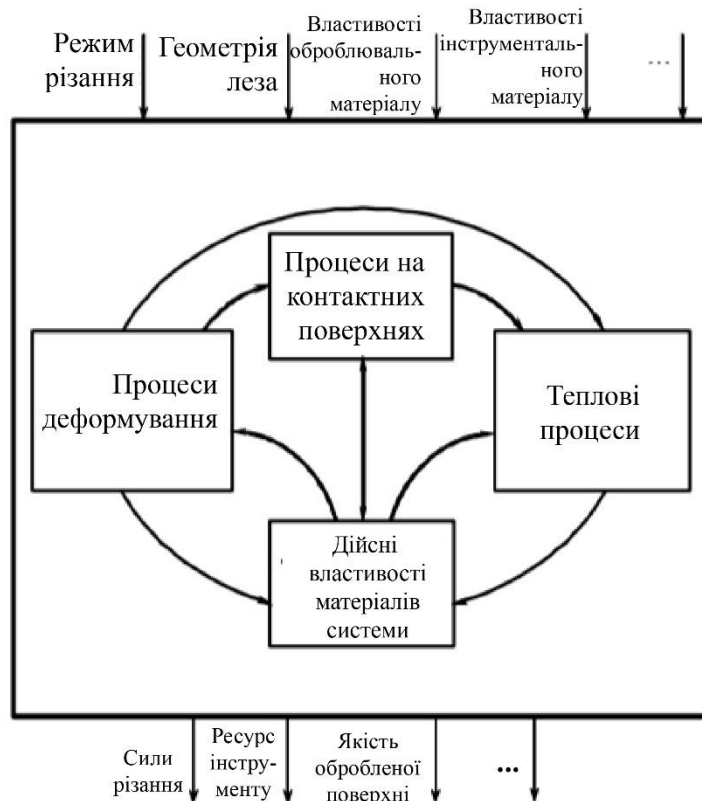 Режим
різання
Геометрія
леза
Властивості
оброблюваль-
ного
матеріалу
Властивості
інструменталь-
ного
матеріалу
...
Процеси на
контактних
поверхнях
Процеси
деформування
Теплові
процеси
Дійсні
властивості
матеріалів
системи
Сили
різання
Ресурс
інстру-
менту
Якість
обробленої
поверхні
...